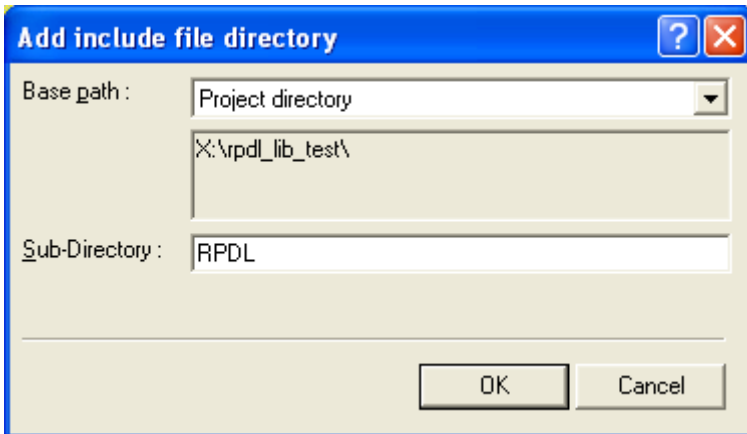 Add include file directory
Base path :
Project directory
X:\rpdl_lib_test\
Sub-Directory :
RPDL
OK
Cancel